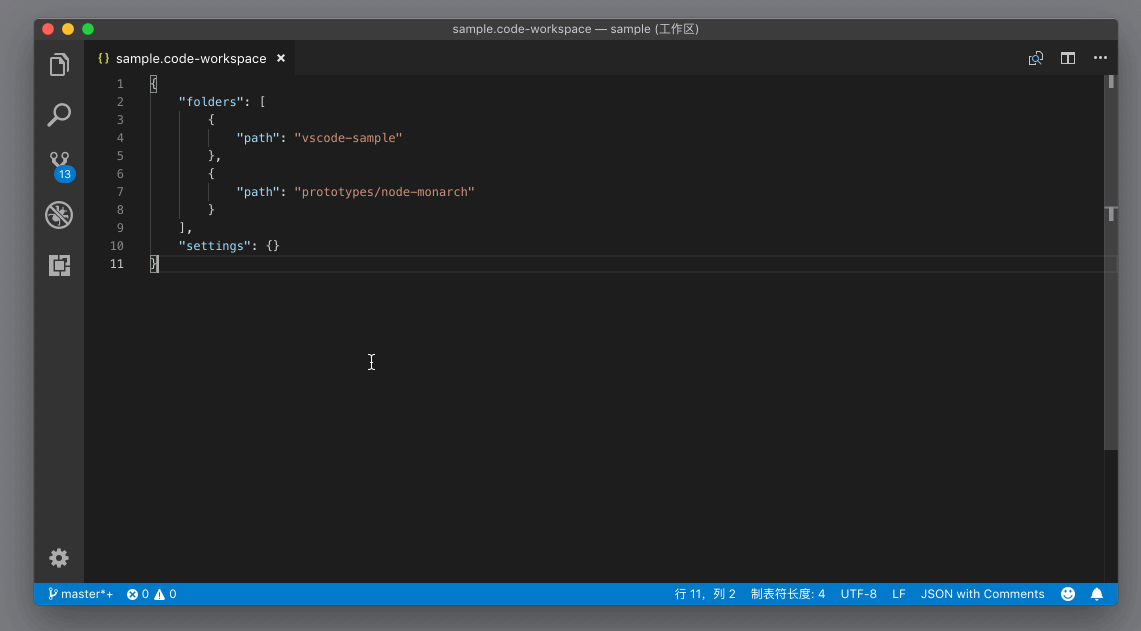 sample.code-workspace — sample (工作区)
{} sample.code-workspace ×
1 {
2 "folders": [
3 {
4 "path": "vscode-sample"
5 },
6 {
7 "path": "prototypes/node-monarch"
8 }
9 ],
10 "settings": {}
11 }
13
master*+ 0 0 行 11，列 2 制表符长度: 4 UTF-8 LF JSON with Comments